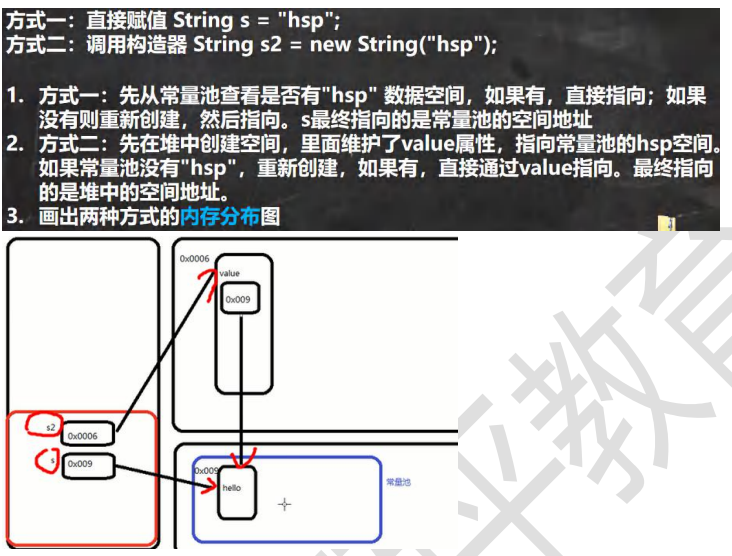 方式一：直接赋值 String s = "hsp";
方式二：调用构造器 String s2 = new String("hsp");
1. 方式一：先从常量池查看是否有"hsp" 数据空间，如果有，直接指向；如果
没有则重新创建，然后指向。s最终指向的是常量池的空间地址
2. 方式二：先在堆中创建空间，里面维护了value属性，指向常量池的hsp空间。
如果常量池没有"hsp"，重新创建，如果有，直接通过value指向。最终指向
的是堆中的空间地址。
3. 画出两种方式的内存分布图
0x0006
value
0x009
s2
0x0006
s
0x009
0x009
hello
常量池
平教育